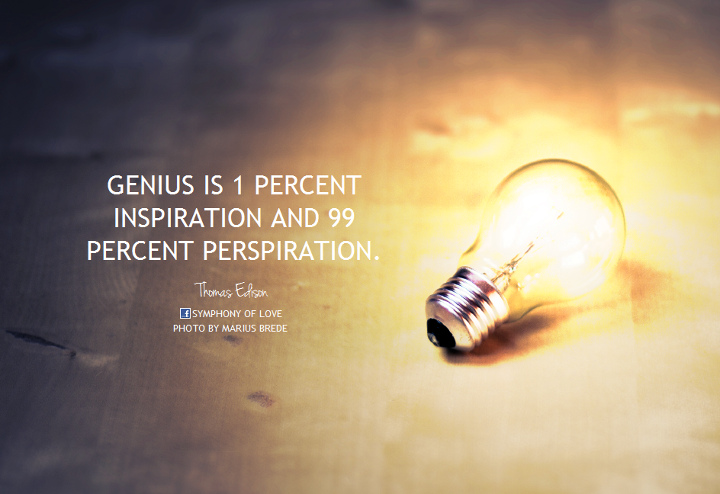 GENIUS IS 1 PERCENT
INSPIRATION AND 99
PERCENT PERSPIRATION.
Thomas Edison
SYMPHONY OF LOVE
PHOTO BY MARIUS BREDE